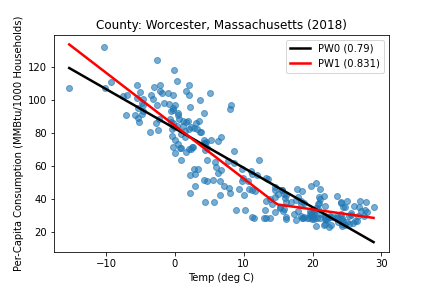 County: Worcester, Massachusetts (2018)
Per-Capita Consumption (MMBtu/1000 Households)
120
100
80
60
40
20
PW0 (0.79)
PW1 (0.831)
−10 0 10 20 30
Temp (deg C)